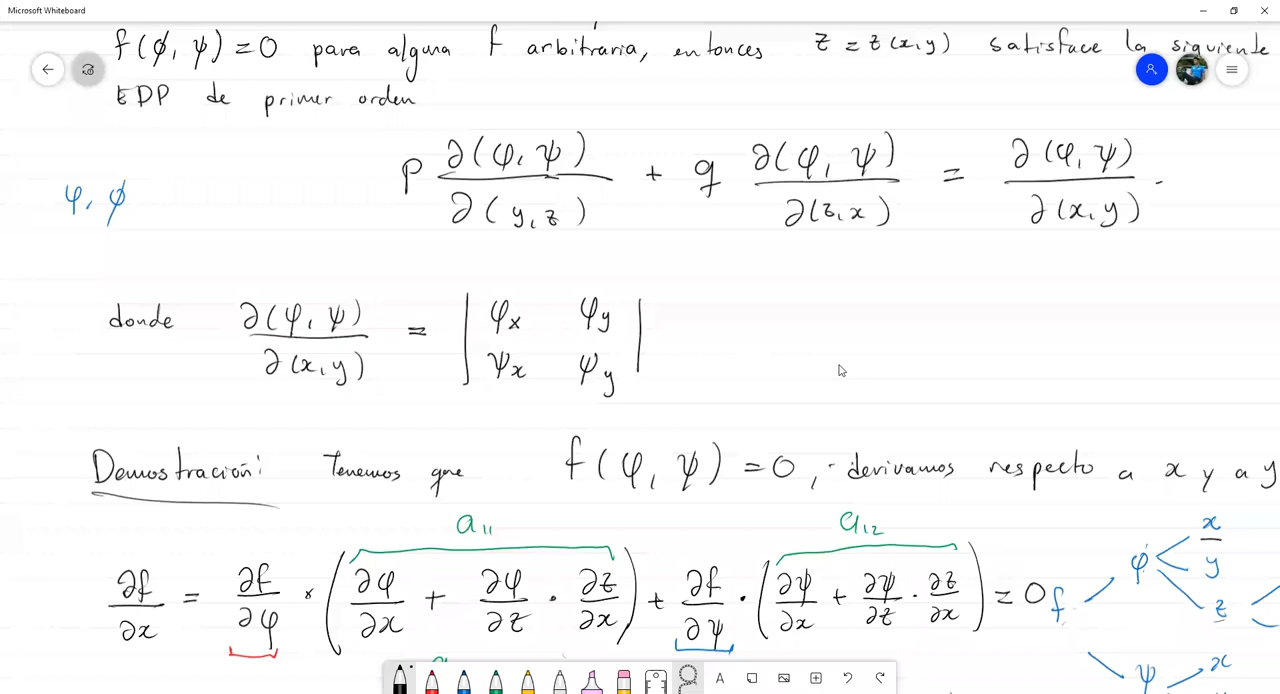 Microsoft Whiteboard
f(ϕ, ψ) = 0 para alguna f arbitrária, entonces z = z(x,y) satisface la siguiente
EDP de primer orden
p ∂(φ, ψ)/∂(y,z) + q ∂(φ, ψ)/∂(z,x) = ∂(φ,ψ)/∂(x,y) .
φ, ϕ
donde ∂(φ, ψ)/∂(x,y) = | φx φy |
| ψx ψy |
Demostración: Tenemos que f(φ, ψ) = 0, derivamos respecto a x y a y
a11 a12
∂f/∂x = ∂f/∂φ * (∂φ/∂x + ∂φ/∂z · ∂z/∂x) + ∂f/∂ψ · (∂ψ/∂x + ∂ψ/∂z · ∂z/∂x) = 0
f φ x y z
ψ x
A